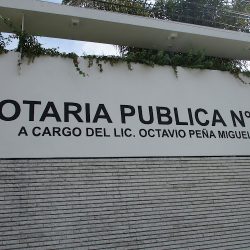 OTARIA PUBLICA N°
A CARGO DEL LIC. OCTAVIO PEÑA MIGUEL